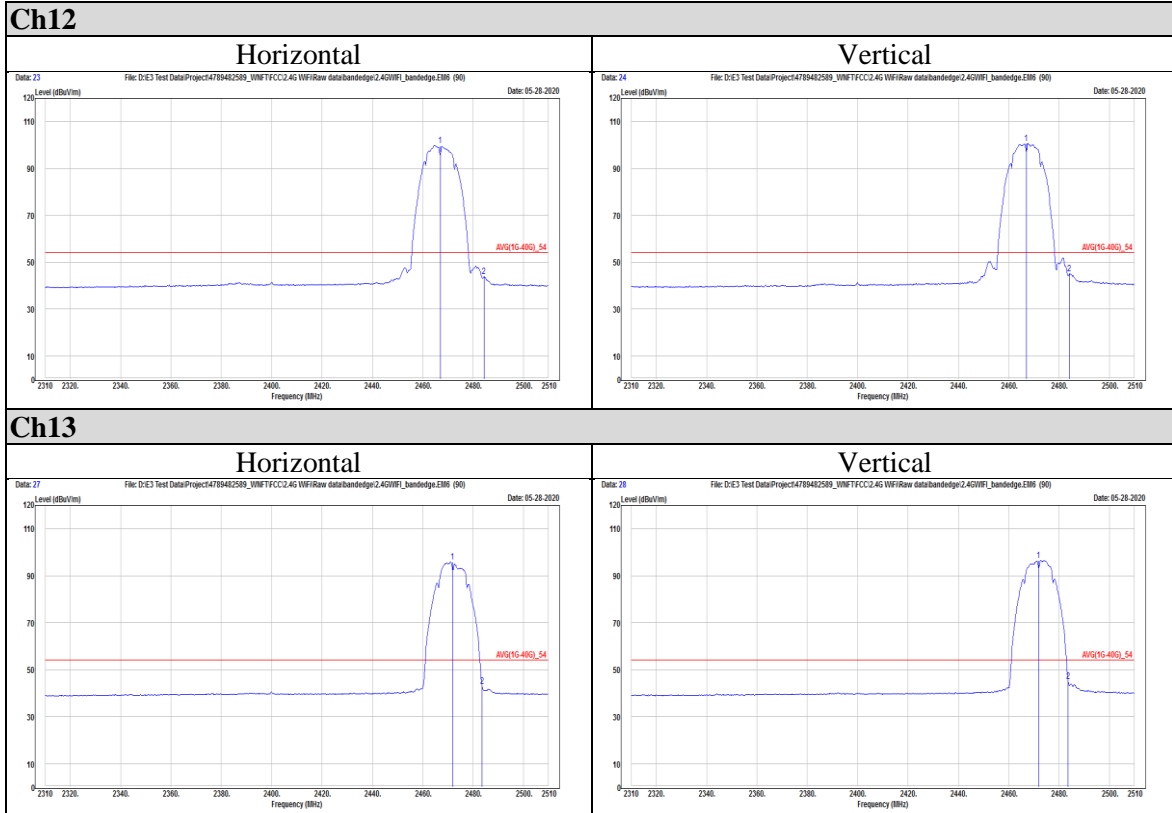 Ch12
Horizontal Vertical
Data: 23 File: D:\E3 Test Data\Project\4789482589_WNFT\FCC\2.4G WIFI\Raw data\bandedge\2.4GWIFI_bandedge.EM6 (90)
Level (dBuV/m) Date: 05-28-2020
120
110
90
70
50
30
10
0
1
2
AVG(1G-40G)_54
2310 2320. 2340. 2360. 2380. 2400. 2420. 2440. 2460. 2480. 2500. 2510
Frequency (MHz)
Data: 24 File: D:\E3 Test Data\Project\4789482589_WNFT\FCC\2.4G WIFI\Raw data\bandedge\2.4GWIFI_bandedge.EM6 (90)
Level (dBuV/m) Date: 05-28-2020
120
110
90
70
50
30
10
0
1
2
AVG(1G-40G)_54
2310 2320. 2340. 2360. 2380. 2400. 2420. 2440. 2460. 2480. 2500. 2510
Frequency (MHz)
Ch13
Horizontal Vertical
Data: 27 File: D:\E3 Test Data\Project\4789482589_WNFT\FCC\2.4G WIFI\Raw data\bandedge\2.4GWIFI_bandedge.EM6 (90)
Level (dBuV/m) Date: 05-28-2020
120
110
90
70
50
30
10
0
1
2
AVG(1G-40G)_54
2310 2320. 2340. 2360. 2380. 2400. 2420. 2440. 2460. 2480. 2500. 2510
Frequency (MHz)
Data: 28 File: D:\E3 Test Data\Project\4789482589_WNFT\FCC\2.4G WIFI\Raw data\bandedge\2.4GWIFI_bandedge.EM6 (90)
Level (dBuV/m) Date: 05-28-2020
120
110
90
70
50
30
10
0
1
2
AVG(1G-40G)_54
2310 2320. 2340. 2360. 2380. 2400. 2420. 2440. 2460. 2480. 2500. 2510
Frequency (MHz)